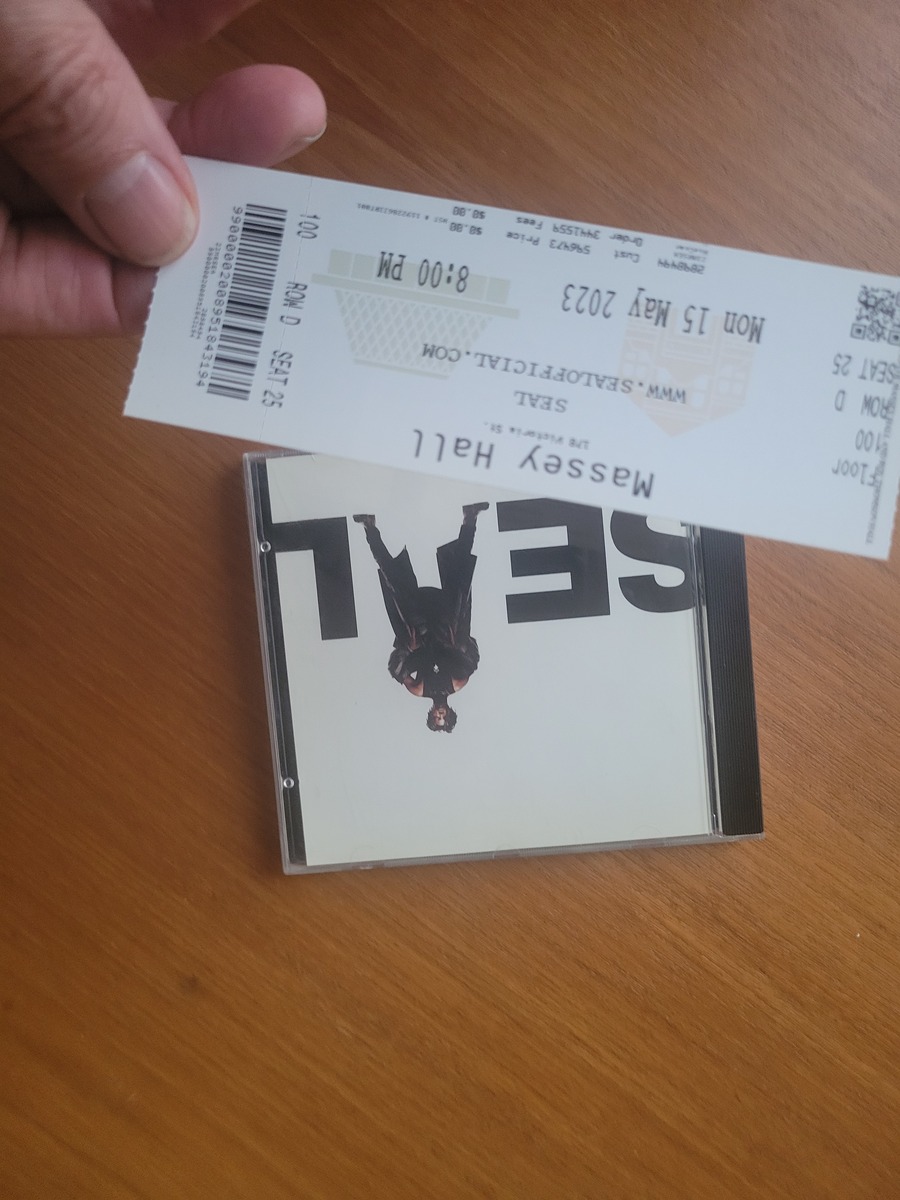 Massey Hall
178 Victoria St.
SEAL
WWW.SEALOFFICIAL.COM
Mon 15 May 2023
8:00 PM
Cust 596473 Price $0.00
Order 3441559 Fees $0.00
Floor
100
ROW D
SEAT 25
100 ROW D SEAT 25
SEAL